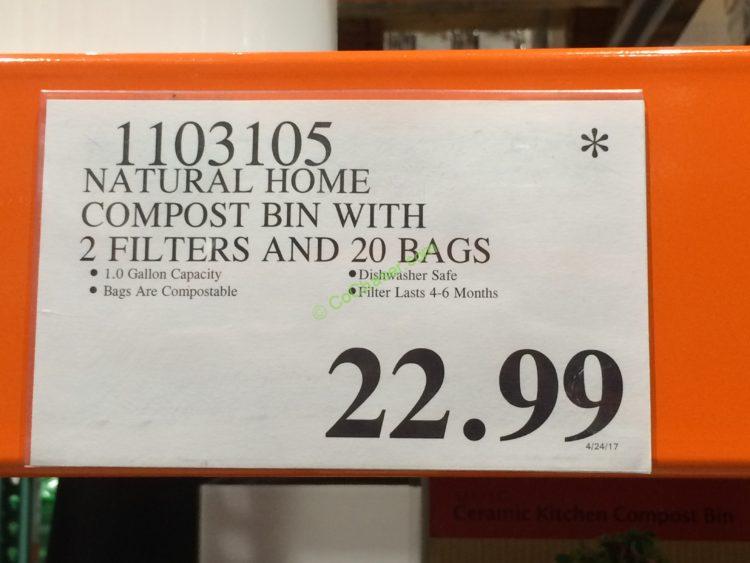 1103105
*
NATURAL HOME
COMPOST BIN WITH
2 FILTERS AND 20 BAGS
• 1.0 Gallon Capacity
• Dishwasher Safe
• Bags Are Compostable
• Filter Lasts 4-6 Months
22.99
4/24/17
Ceramic Kitchen Compost Bin